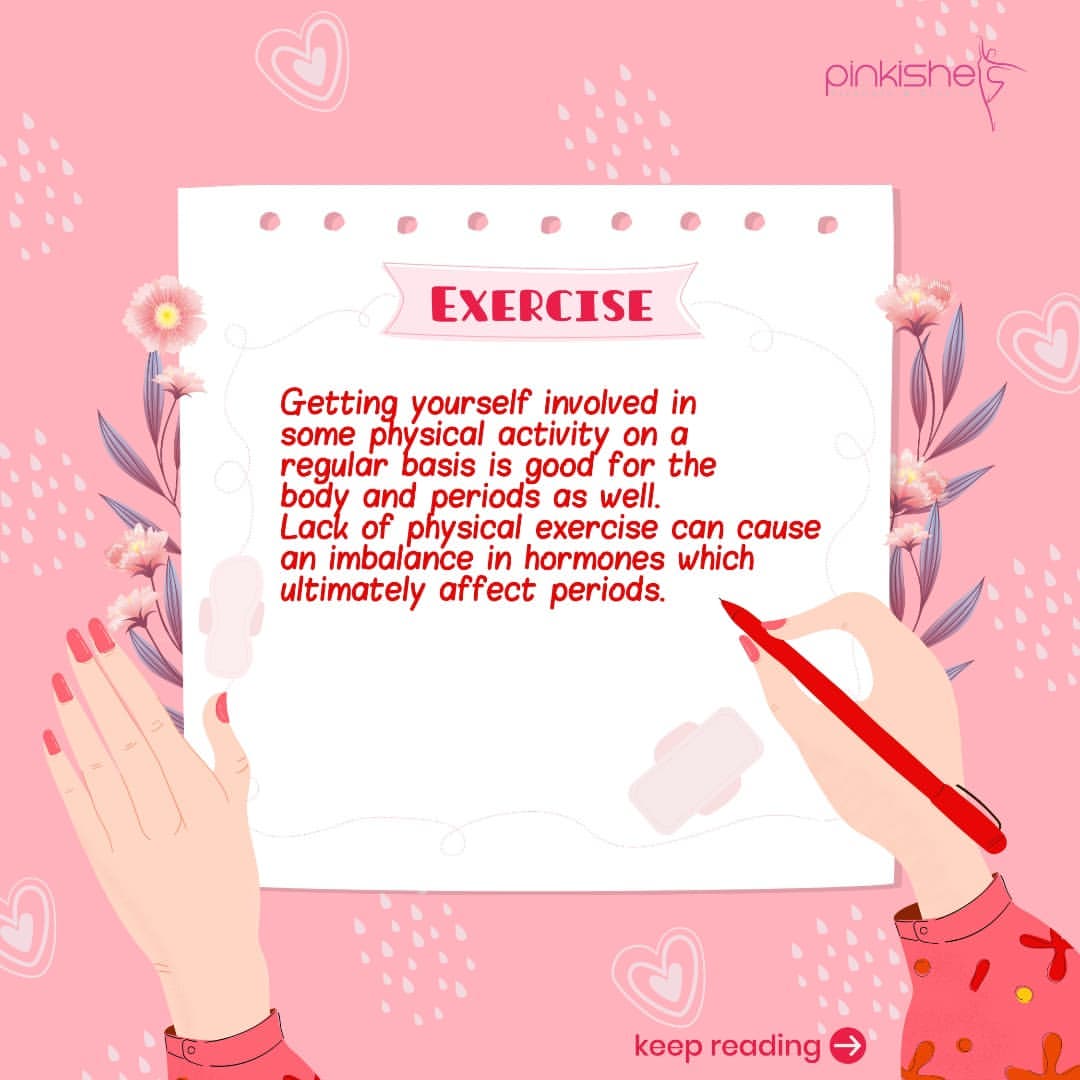 pinkishe
EXERCISE
Getting yourself involved in
some physical activity on a
regular basis is good for the
body and periods as well.
Lack of physical exercise can cause
an imbalance in hormones which
ultimately affect periods.
keep reading